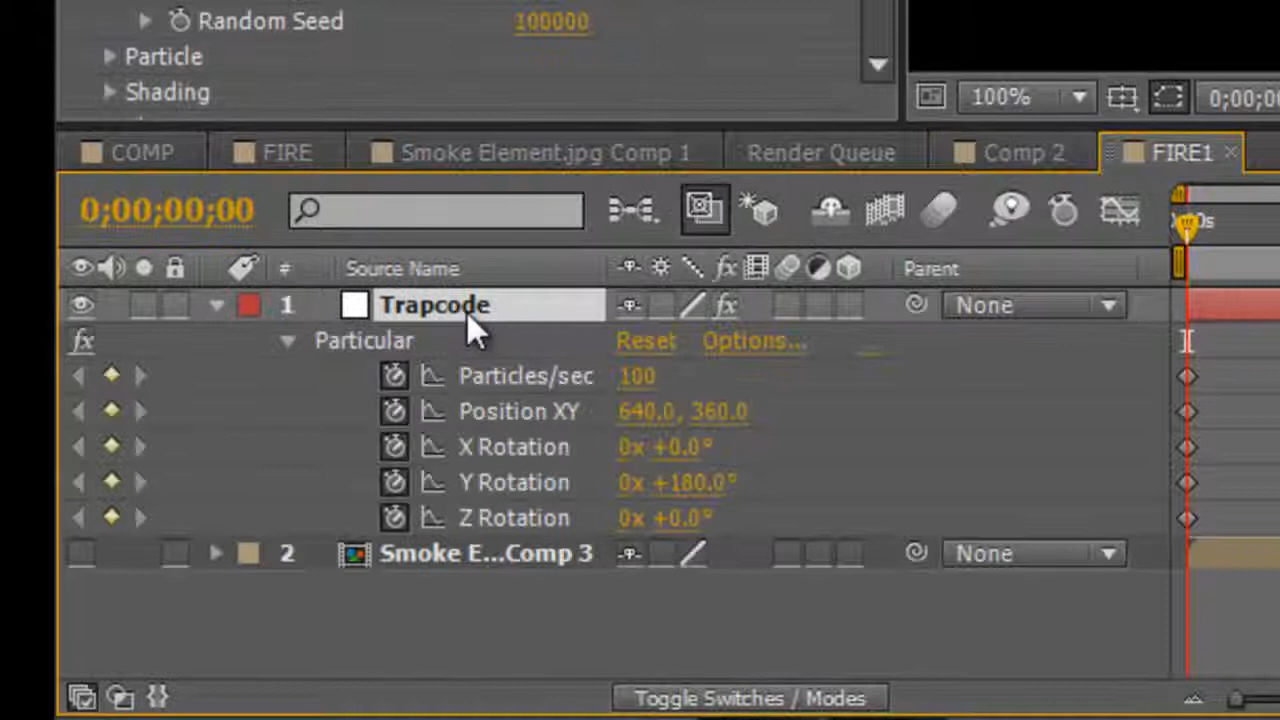 Random Seed 100000
Particle
Shading
100%
COMP FIRE Smoke Element.jpg Comp 1 Render Queue Comp 2 FIRE1
0;00;00;00
# Source Name fx Parent
1 Trapcode fx None
fx Particular Reset Options...
Particles/sec 100
Position XY 640.0, 360.0
X Rotation 0x +0.0°
Y Rotation 0x +180.0°
Z Rotation 0x +0.0°
2 Smoke E...Comp 3 None
Toggle Switches / Modes